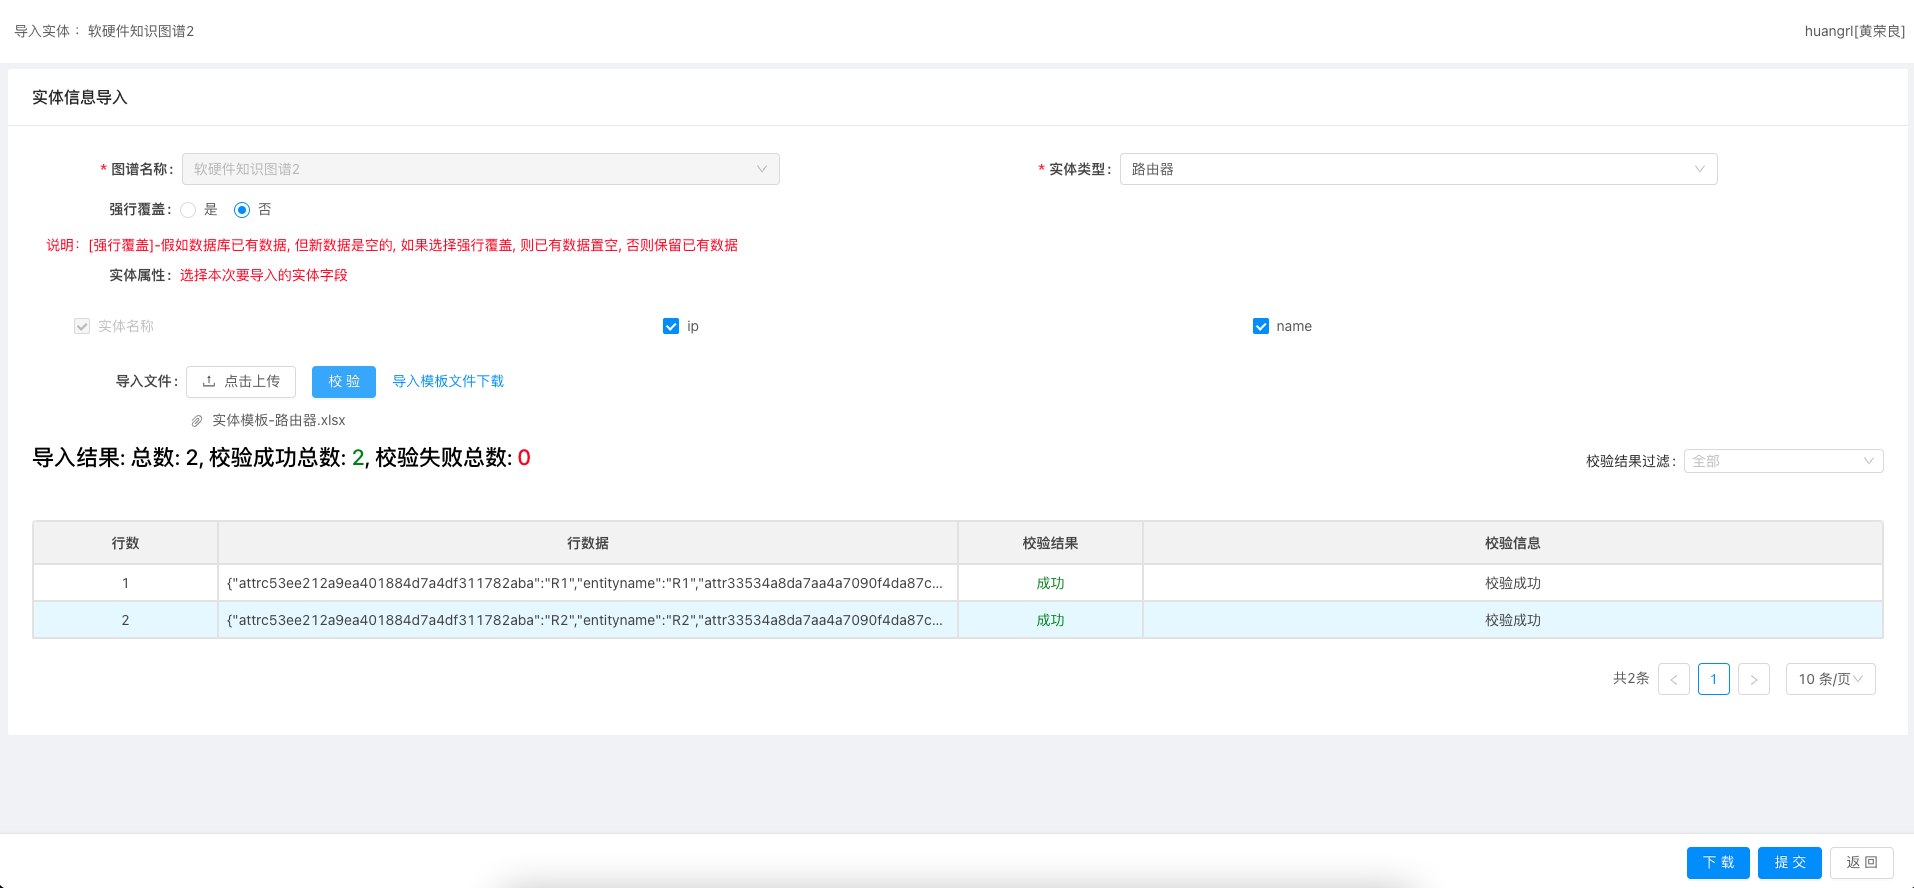 导入实体 : 软硬件知识图谱2
huangrl[黄荣良]
实体信息导入
* 图谱名称: 软硬件知识图谱2
* 实体类型: 路由器
强行覆盖: 是 否
说明: [强行覆盖]-假如数据库已有数据, 但新数据是空的, 如果选择强行覆盖, 则已有数据置空, 否则保留已有数据
实体属性: 选择本次要导入的实体字段
实体名称 ip name
导入文件: 点击上传 校 验 导入模板文件下载
实体模板-路由器.xlsx
导入结果: 总数: 2, 校验成功总数: 2, 校验失败总数: 0
校验结果过滤: 全部
行数 行数据 校验结果 校验信息
1 {"attrc53ee212a9ea401884d7a4df311782aba":"R1","entityname":"R1","attr33534a8da7aa4a7090f4da87c... 成功 校验成功
2 {"attrc53ee212a9ea401884d7a4df311782aba":"R2","entityname":"R2","attr33534a8da7aa4a7090f4da87c... 成功 校验成功
共2条 < 1 > 10 条/页
下 载 提 交 返 回